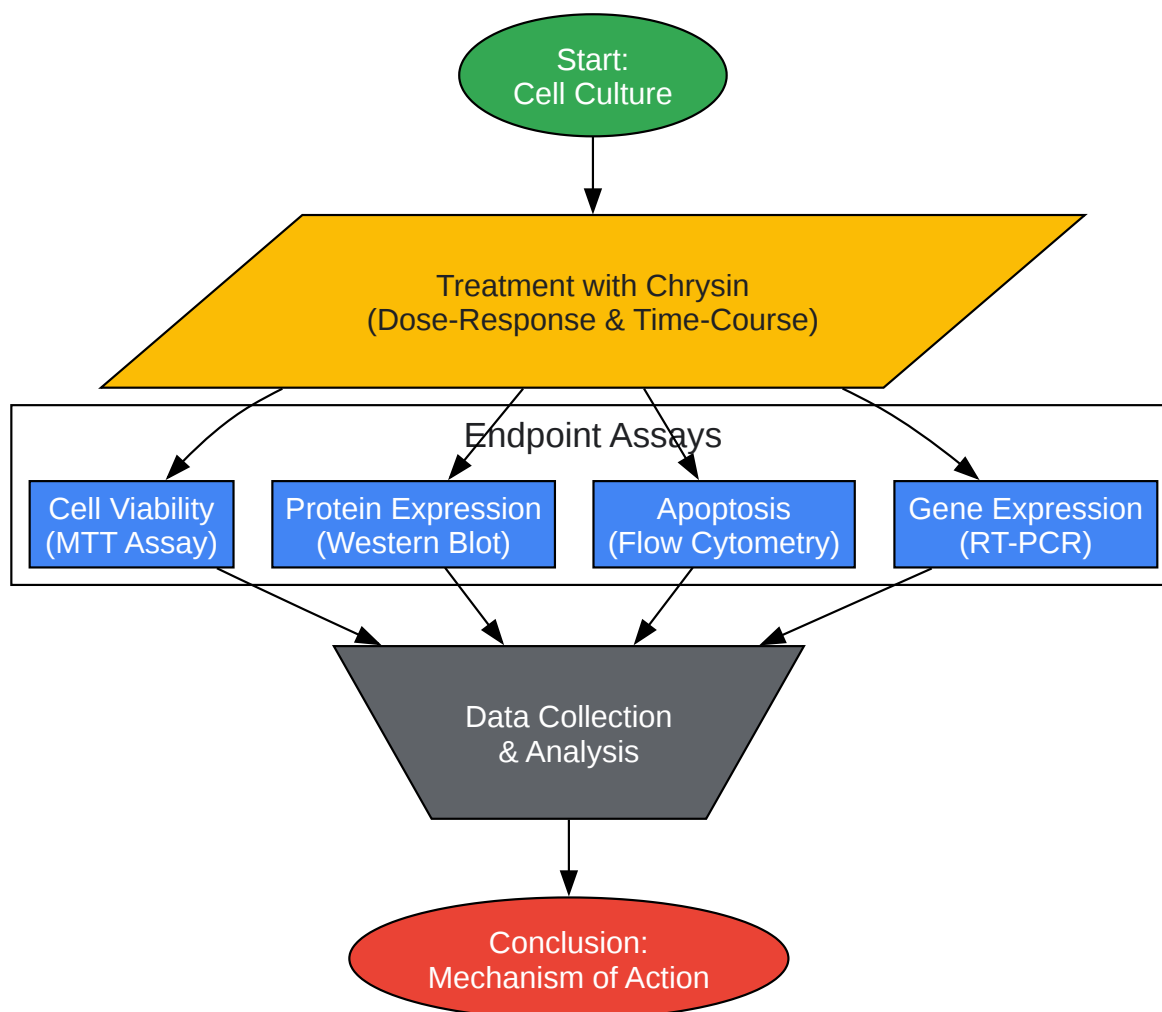 Start:
Cell Culture
Treatment with Chrysin
(Dose-Response & Time-Course)
Endpoint Assays
Cell Viability
(MTT Assay)
Protein Expression
(Western Blot)
Apoptosis
(Flow Cytometry)
Gene Expression
(RT-PCR)
Data Collection
& Analysis
Conclusion:
Mechanism of Action